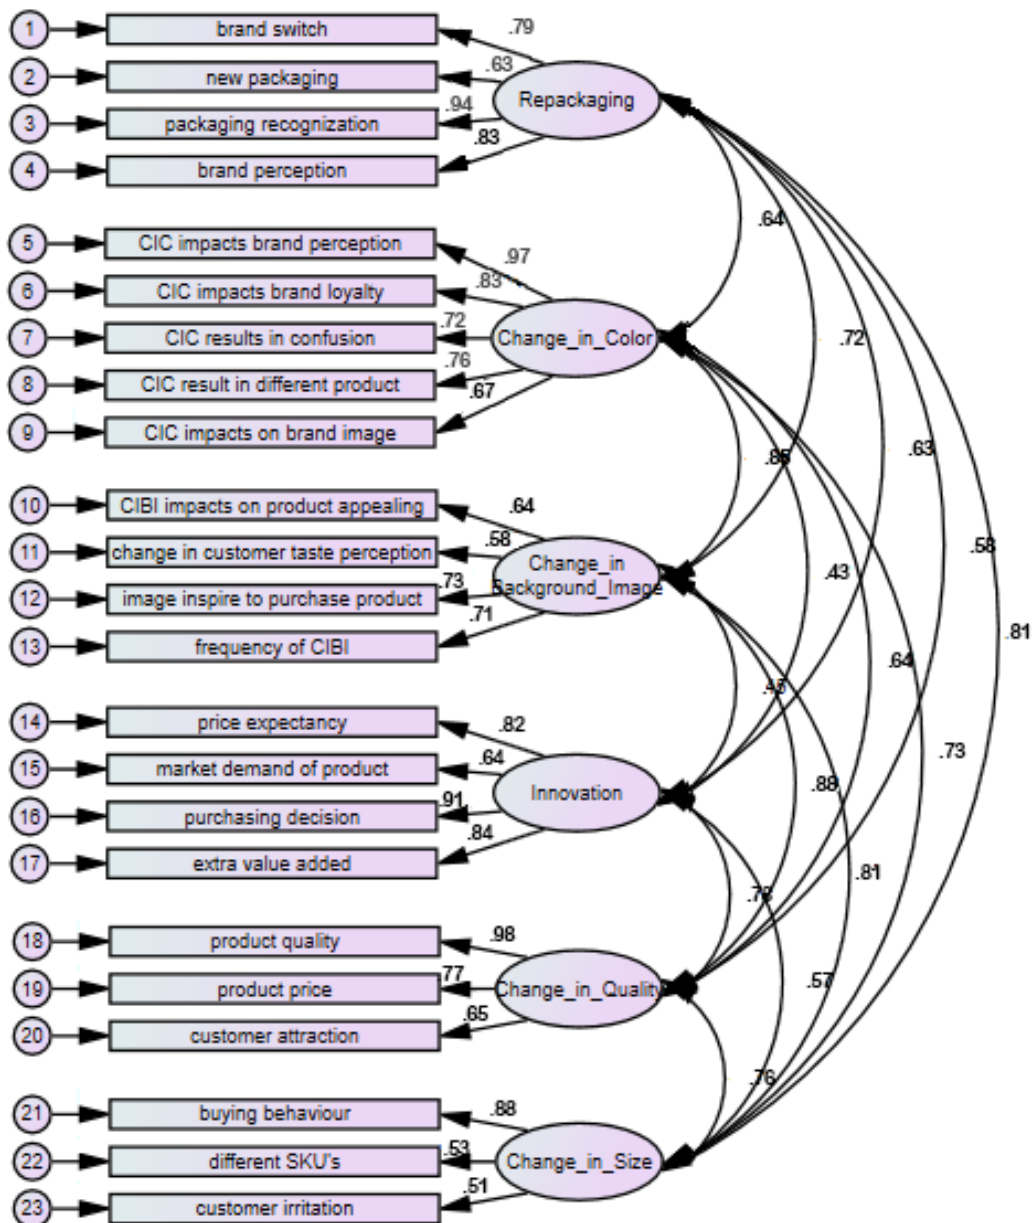 1 brand switch .79
2 new packaging .63
Repackaging
3 packaging recognization .94
4 brand perception .83
.64
5 CIC impacts brand perception .97
6 CIC impacts brand loyalty .83
7 CIC results in confusion .72
Change_in_Color
.72
8 CIC result in different product .76
9 CIC impacts on brand image .67
.63
10 CIBI impacts on product appealing .64
11 change in customer taste perception .58
.58
Change_in
Background_Image
.43
12 image inspire to purchase product .73
13 frequency of CIBI .71
.81
.64
14 price expectancy .82
.73
15 market demand of product .64
.88
Innovation
16 purchasing decision .91
17 extra value added .84
.81
18 product quality .98
19 product price .77
Change_in_Quality
.57
20 customer attraction .65
.76
21 buying behaviour .88
22 different SKU's .53
Change_in_Size
23 customer irritation .51